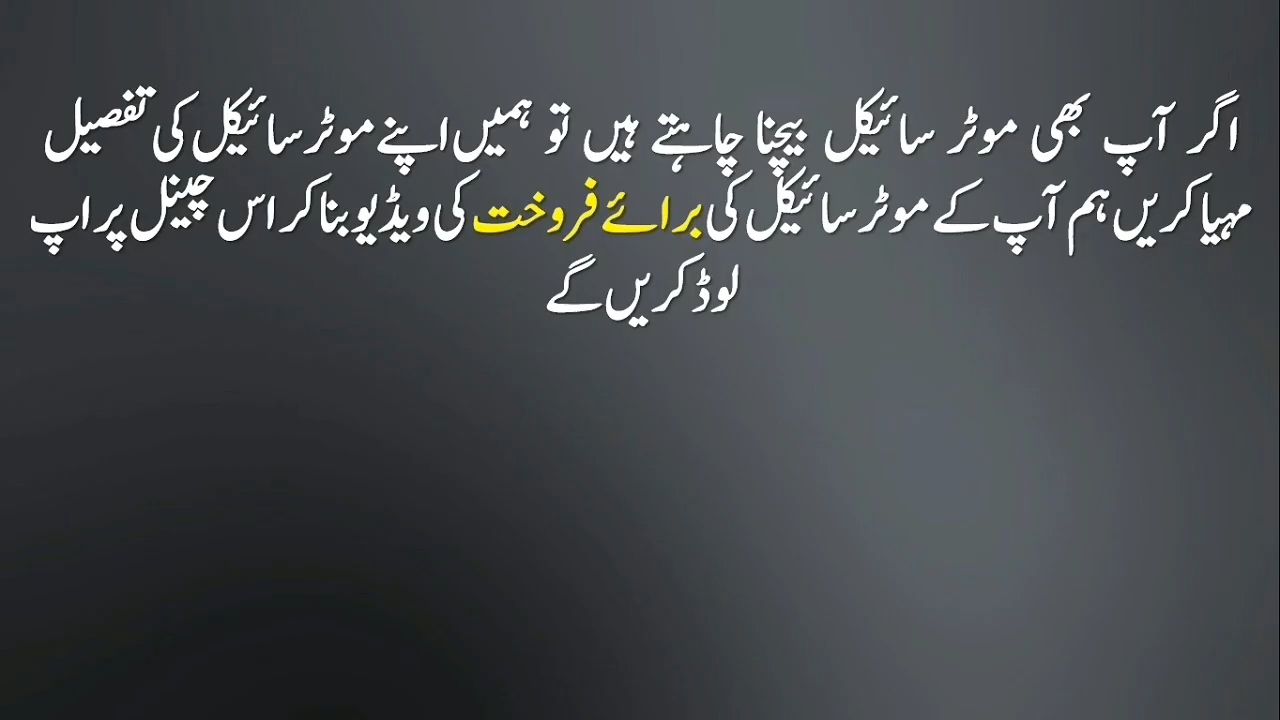 اگر آپ بھی موٹر سائیکل بیچنا چاہتے ہیں تو ہمیں اپنے موٹر سائیکل کی تفصیل
مہیا کریں ہم آپ کے موٹر سائیکل کی برائے فروخت کی ویڈیو بنا کر اس چینل پر اپ
لوڈ کریں گے